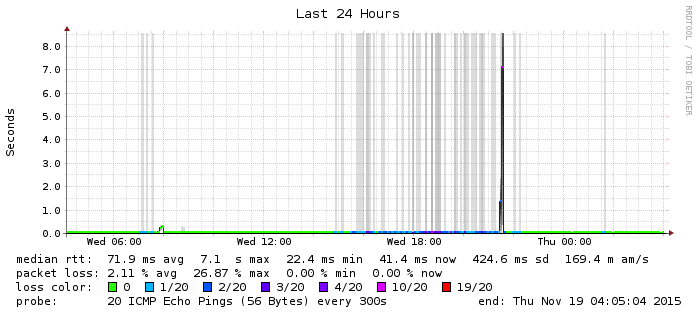 Last 24 Hours
RRDTOOL / TOBI OETIKER
Seconds
8.0
7.0
6.0
5.0
4.0
3.0
2.0
1.0
0.0
Wed 06:00 Wed 12:00 Wed 18:00 Thu 00:00
median rtt: 71.9 ms avg 7.1 s max 22.4 ms min 41.4 ms now 424.6 ms sd 169.4 m am/s
packet loss: 2.11 % avg 26.87 % max 0.00 % min 0.00 % now
loss color: 0 1/20 2/20 3/20 4/20 10/20 19/20
probe: 20 ICMP Echo Pings (56 Bytes) every 300s end: Thu Nov 19 04:05:04 2015